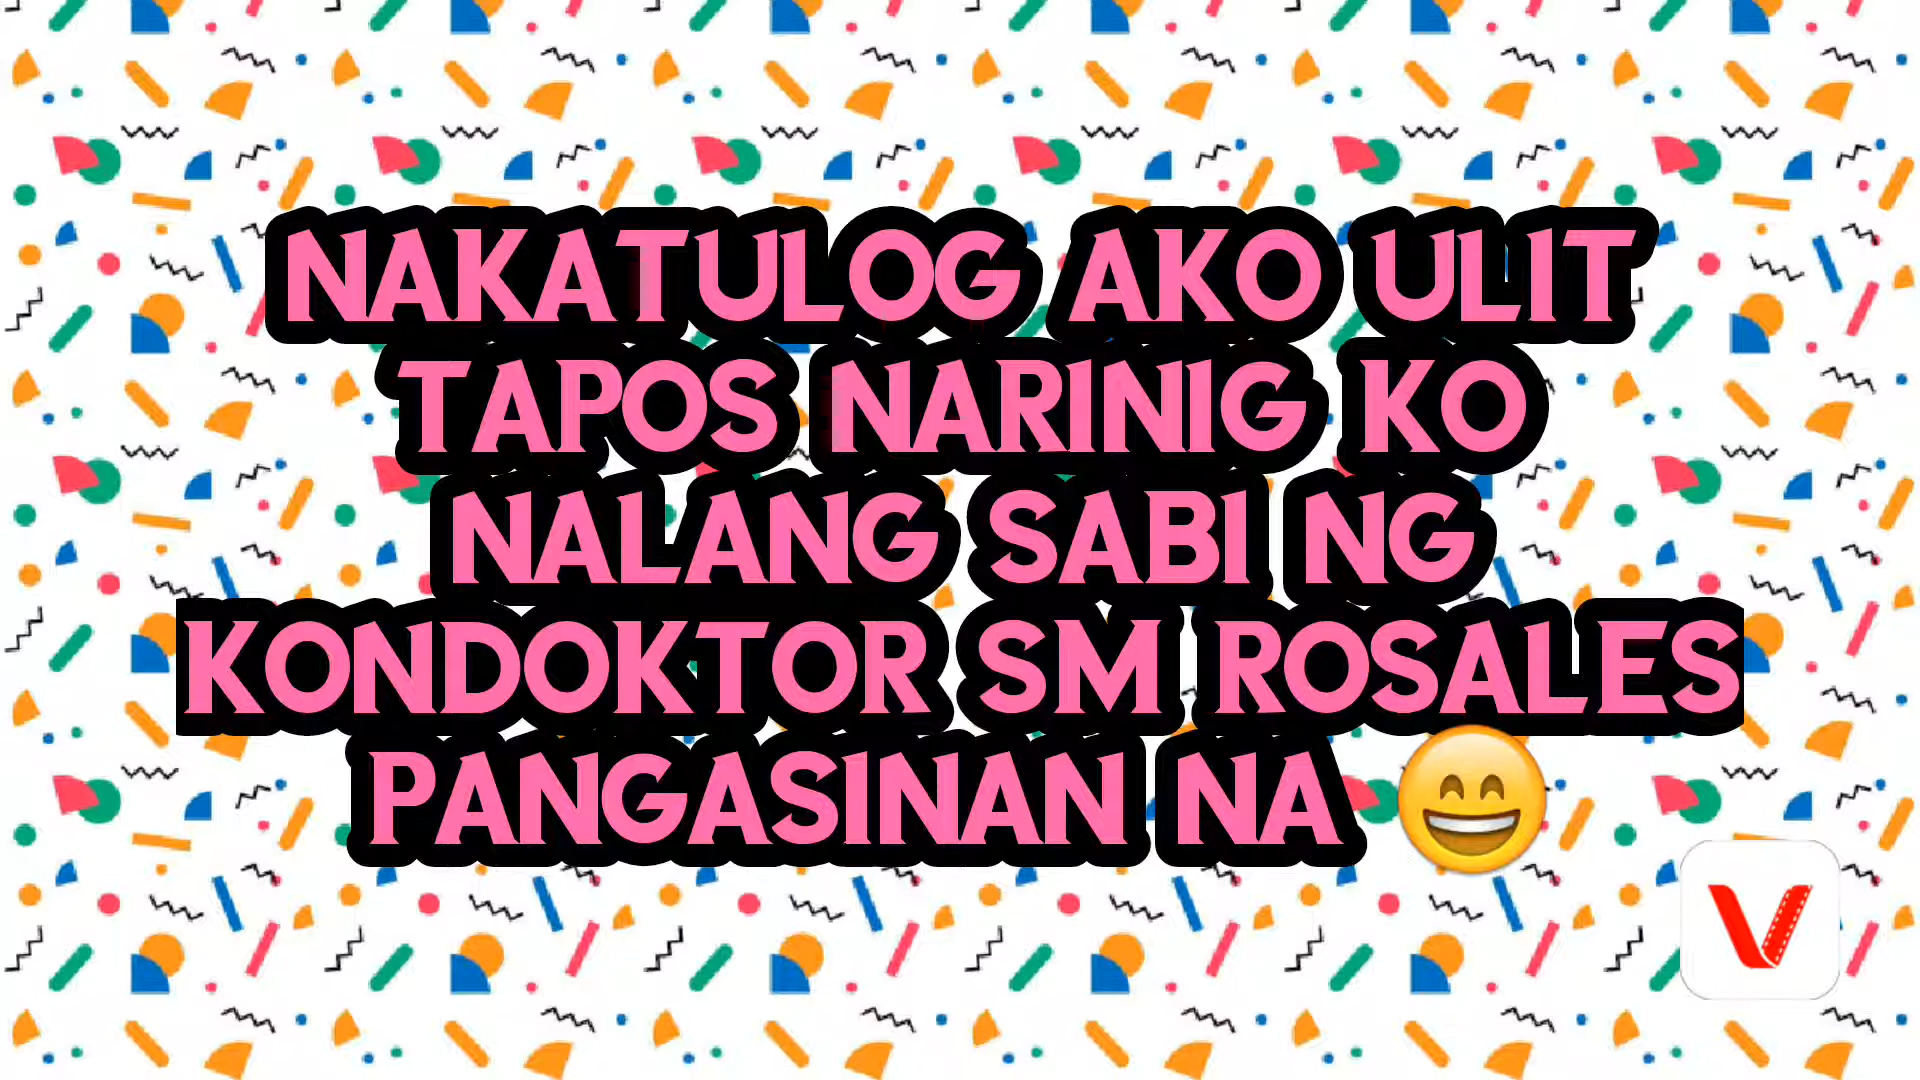 NAKATULOG AKO ULIT
TAPOS NARINIG KO
NALANG SABI NG
KONDOKTOR SM ROSALES
PANGASINAN NA 😄